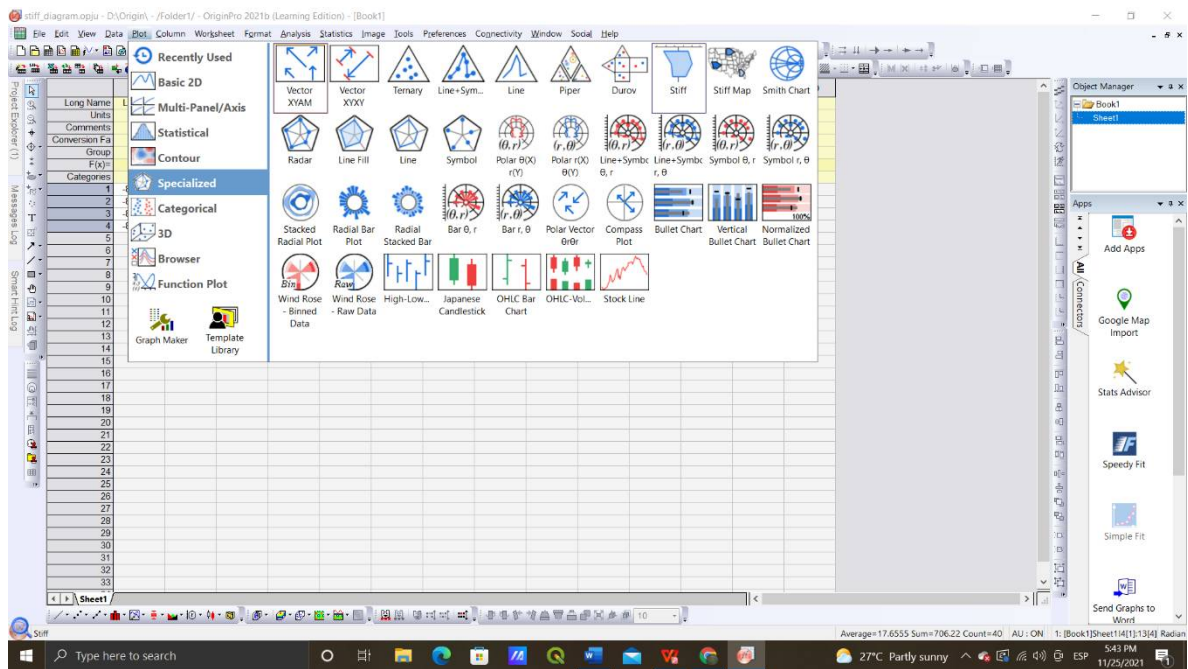 stiff_diagram.opju - D:\Origin\ - /Folder1/ - OriginPro 2021b (Learning Edition) - [Book1]
File Edit View Data Plot Column Worksheet Format Analysis Statistics Image Tools Preferences Connectivity Window Social Help
Recently Used
Basic 2D
Multi-Panel/Axis
Statistical
Contour
Specialized
Categorical
3D
Browser
Function Plot
Graph Maker
Template Library
Vector XYAM
Vector XYXY
Ternary
Line+Sym...
Line
Piper
Durov
Stiff
Stiff Map
Smith Chart
Radar
Line Fill
Line
Symbol
Polar θ(X) r(Y)
Polar r(X) θ(Y)
Line+Symbc θ, r
Line+Symbc r, θ
Symbol θ, r
Symbol r, θ
Stacked Radial Plot
Radial Bar Plot
Radial Stacked Bar
Bar θ, r
Bar r, θ
Polar Vector θrθr
Compass Plot
Bullet Chart
Vertical Bullet Chart
Normalized Bullet Chart
Wind Rose - Binned Data
Wind Rose - Raw Data
High-Low...
Japanese Candlestick
OHLC Bar Chart
OHLC-Vol...
Stock Line
(θ,r)
(r,θ)
(θ,r)
(r,θ)
(θ,r)
(r,θ)
(θ,r)
(r,θ)
100%
Bin
Raw
Project Explorer (1)
Messages Log
Smart Hint Log
Long Name
Units
Comments
Conversion Fa
Group
F(x)=
Categories
1
2
3
4
5
6
7
8
9
10
11
12
13
14
15
16
17
18
19
20
21
22
23
24
25
26
27
28
29
30
31
32
33
Sheet1
Object Manager
Book1
Sheet1
Apps
All
Connectors
Add Apps
Google Map Import
Stats Advisor
Speedy Fit
Simple Fit
Send Graphs to Word
10
Stiff
Average=17.6555 Sum=706.22 Count=40 AU : ON 1: [Book1]Sheet1!4[1]:13[4] Radian
Type here to search
27°C Partly sunny
ESP
5:43 PM
11/25/2021